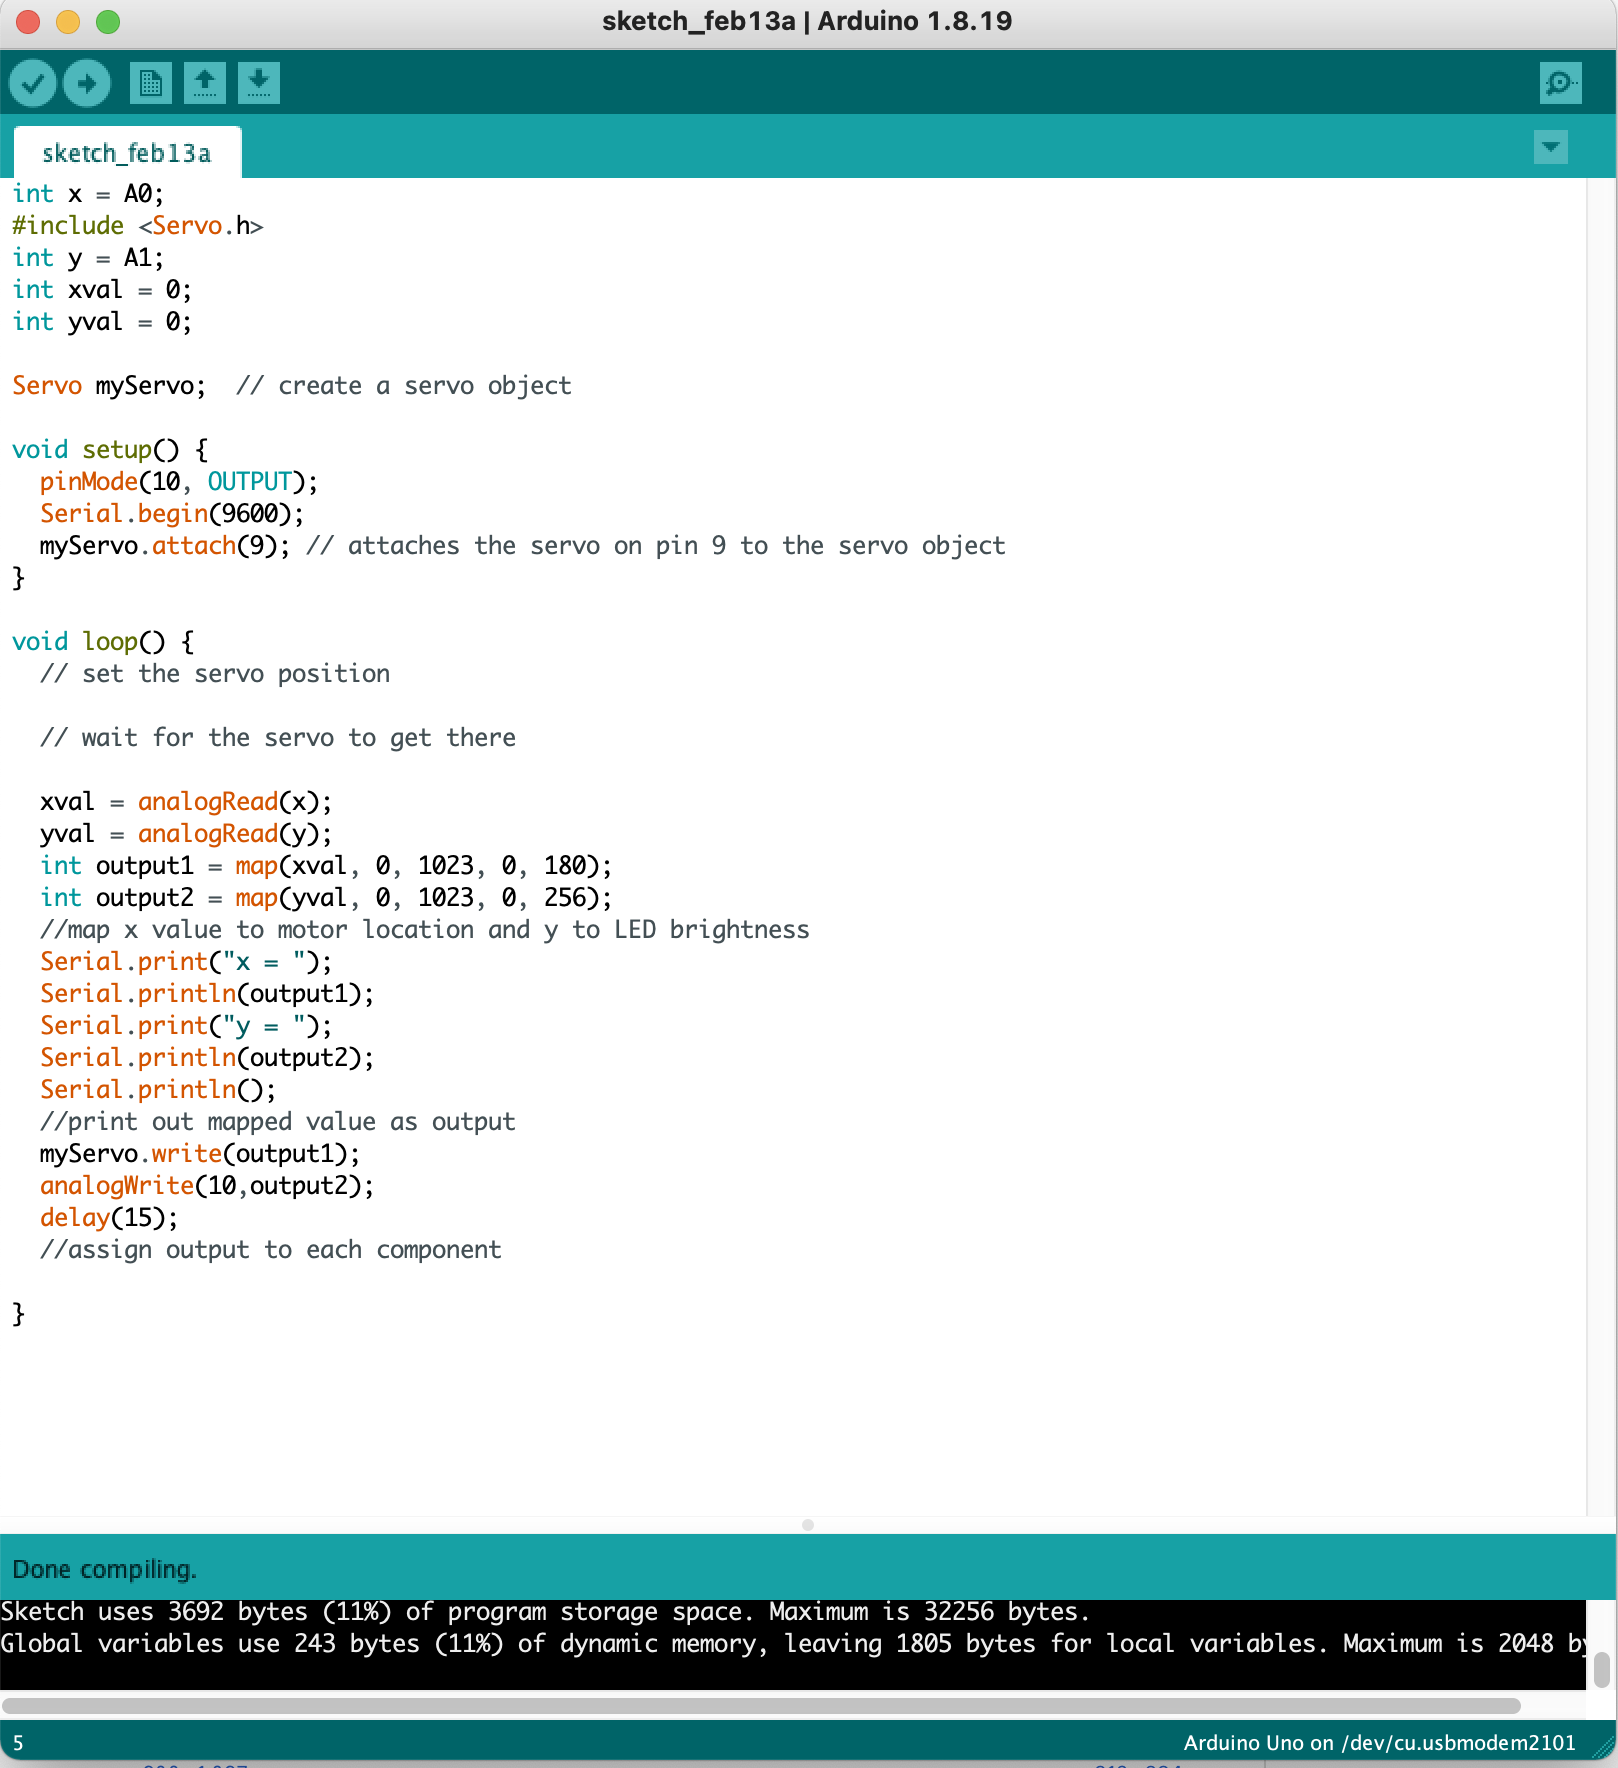 sketch_feb13a | Arduino 1.8.19
sketch_feb13a
int x = A0;
#include <Servo.h>
int y = A1;
int xval = 0;
int yval = 0;
Servo myServo;  // create a servo object
void setup() {
  pinMode(10, OUTPUT);
  Serial.begin(9600);
  myServo.attach(9); // attaches the servo on pin 9 to the servo object
}
void loop() {
  // set the servo position
  // wait for the servo to get there
  xval = analogRead(x);
  yval = analogRead(y);
  int output1 = map(xval, 0, 1023, 0, 180);
  int output2 = map(yval, 0, 1023, 0, 256);
  //map x value to motor location and y to LED brightness
  Serial.print("x = ");
  Serial.println(output1);
  Serial.print("y = ");
  Serial.println(output2);
  Serial.println();
  //print out mapped value as output
  myServo.write(output1);
  analogWrite(10,output2);
  delay(15);
  //assign output to each component
}
Done compiling.
Sketch uses 3692 bytes (11%) of program storage space. Maximum is 32256 bytes.
Global variables use 243 bytes (11%) of dynamic memory, leaving 1805 bytes for local variables. Maximum is 2048 by
5
Arduino Uno on /dev/cu.usbmodem2101